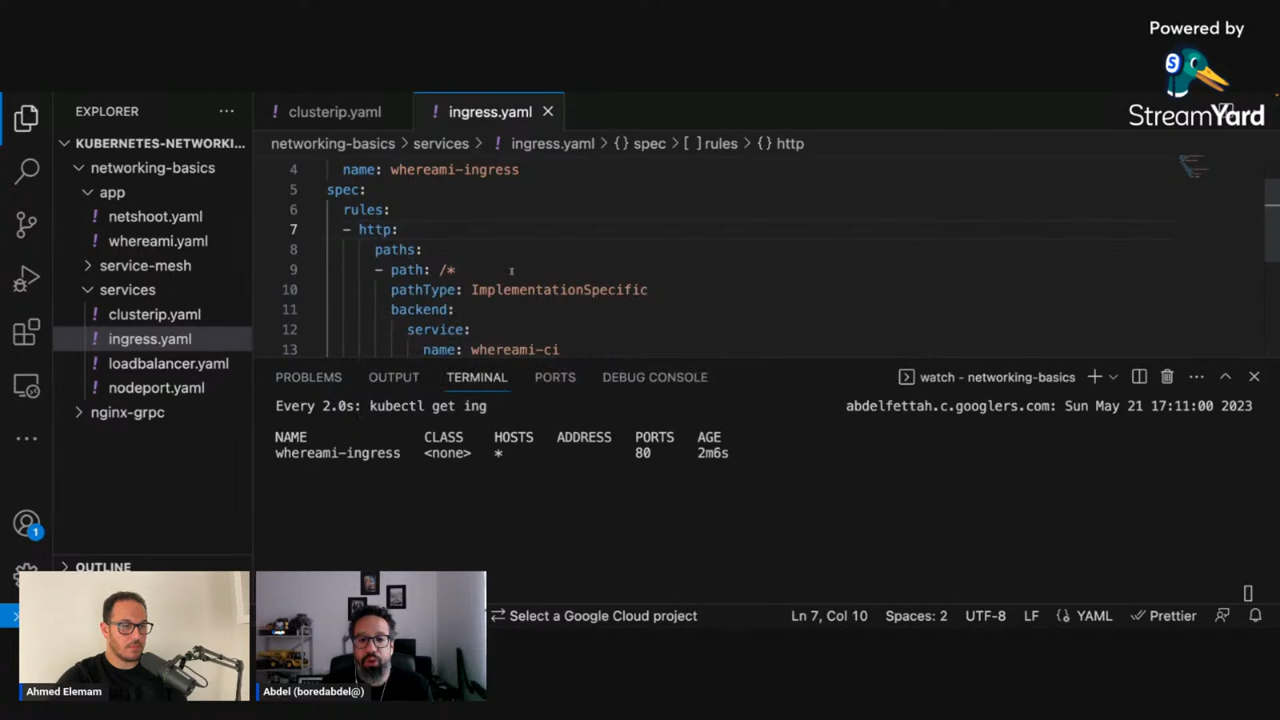 Powered by
StreamYard
EXPLORER
KUBERNETES-NETWORKI...
networking-basics
app
! netshoot.yaml
! whereami.yaml
service-mesh
services
! clusterip.yaml
! ingress.yaml
! loadbalancer.yaml
! nodeport.yaml
nginx-grpc
OUTLINE
! clusterip.yaml
! ingress.yaml
networking-basics > services > ! ingress.yaml > {} spec > [ ] rules > {} http
4 name: whereami-ingress
5 spec:
6 rules:
7 - http:
8 paths:
9 - path: /*
10 pathType: ImplementationSpecific
11 backend:
12 service:
13 name: whereami-ci
PROBLEMS OUTPUT TERMINAL PORTS DEBUG CONSOLE
watch - networking-basics
Every 2.0s: kubectl get ing abdelfettah.c.googlers.com: Sun May 21 17:11:00 2023
NAME CLASS HOSTS ADDRESS PORTS AGE
whereami-ingress <none> * 80 2m6s
1
Select a Google Cloud project Ln 7, Col 10 Spaces: 2 UTF-8 LF {} YAML Prettier
Ahmed Elemam
Abdel (boredabdel@)